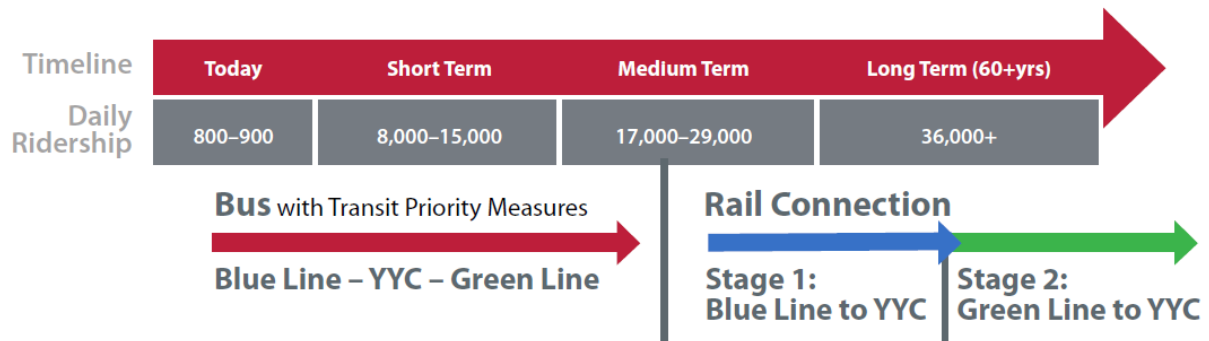 Timeline Today Short Term Medium Term Long Term (60+yrs)
Daily
Ridership 800–900 8,000–15,000 17,000–29,000 36,000+
Bus with Transit Priority Measures
Blue Line – YYC – Green Line
Rail Connection
Stage 1:
Blue Line to YYC
Stage 2:
Green Line to YYC